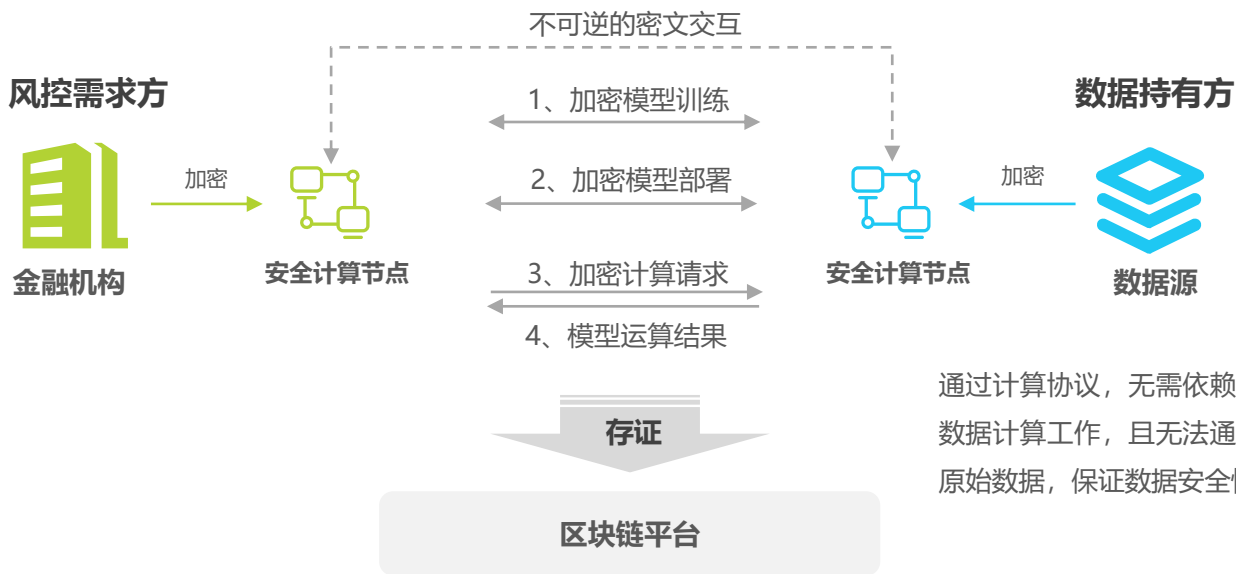 不可逆的密文交互
风控需求方
1、加密模型训练
数据持有方
加密
2、加密模型部署
加密
金融机构
安全计算节点
3、加密计算请求
安全计算节点
数据源
4、模型运算结果
通过计算协议，无需依赖
存证
数据计算工作，且无法通
原始数据，保证数据安全
区块链平台